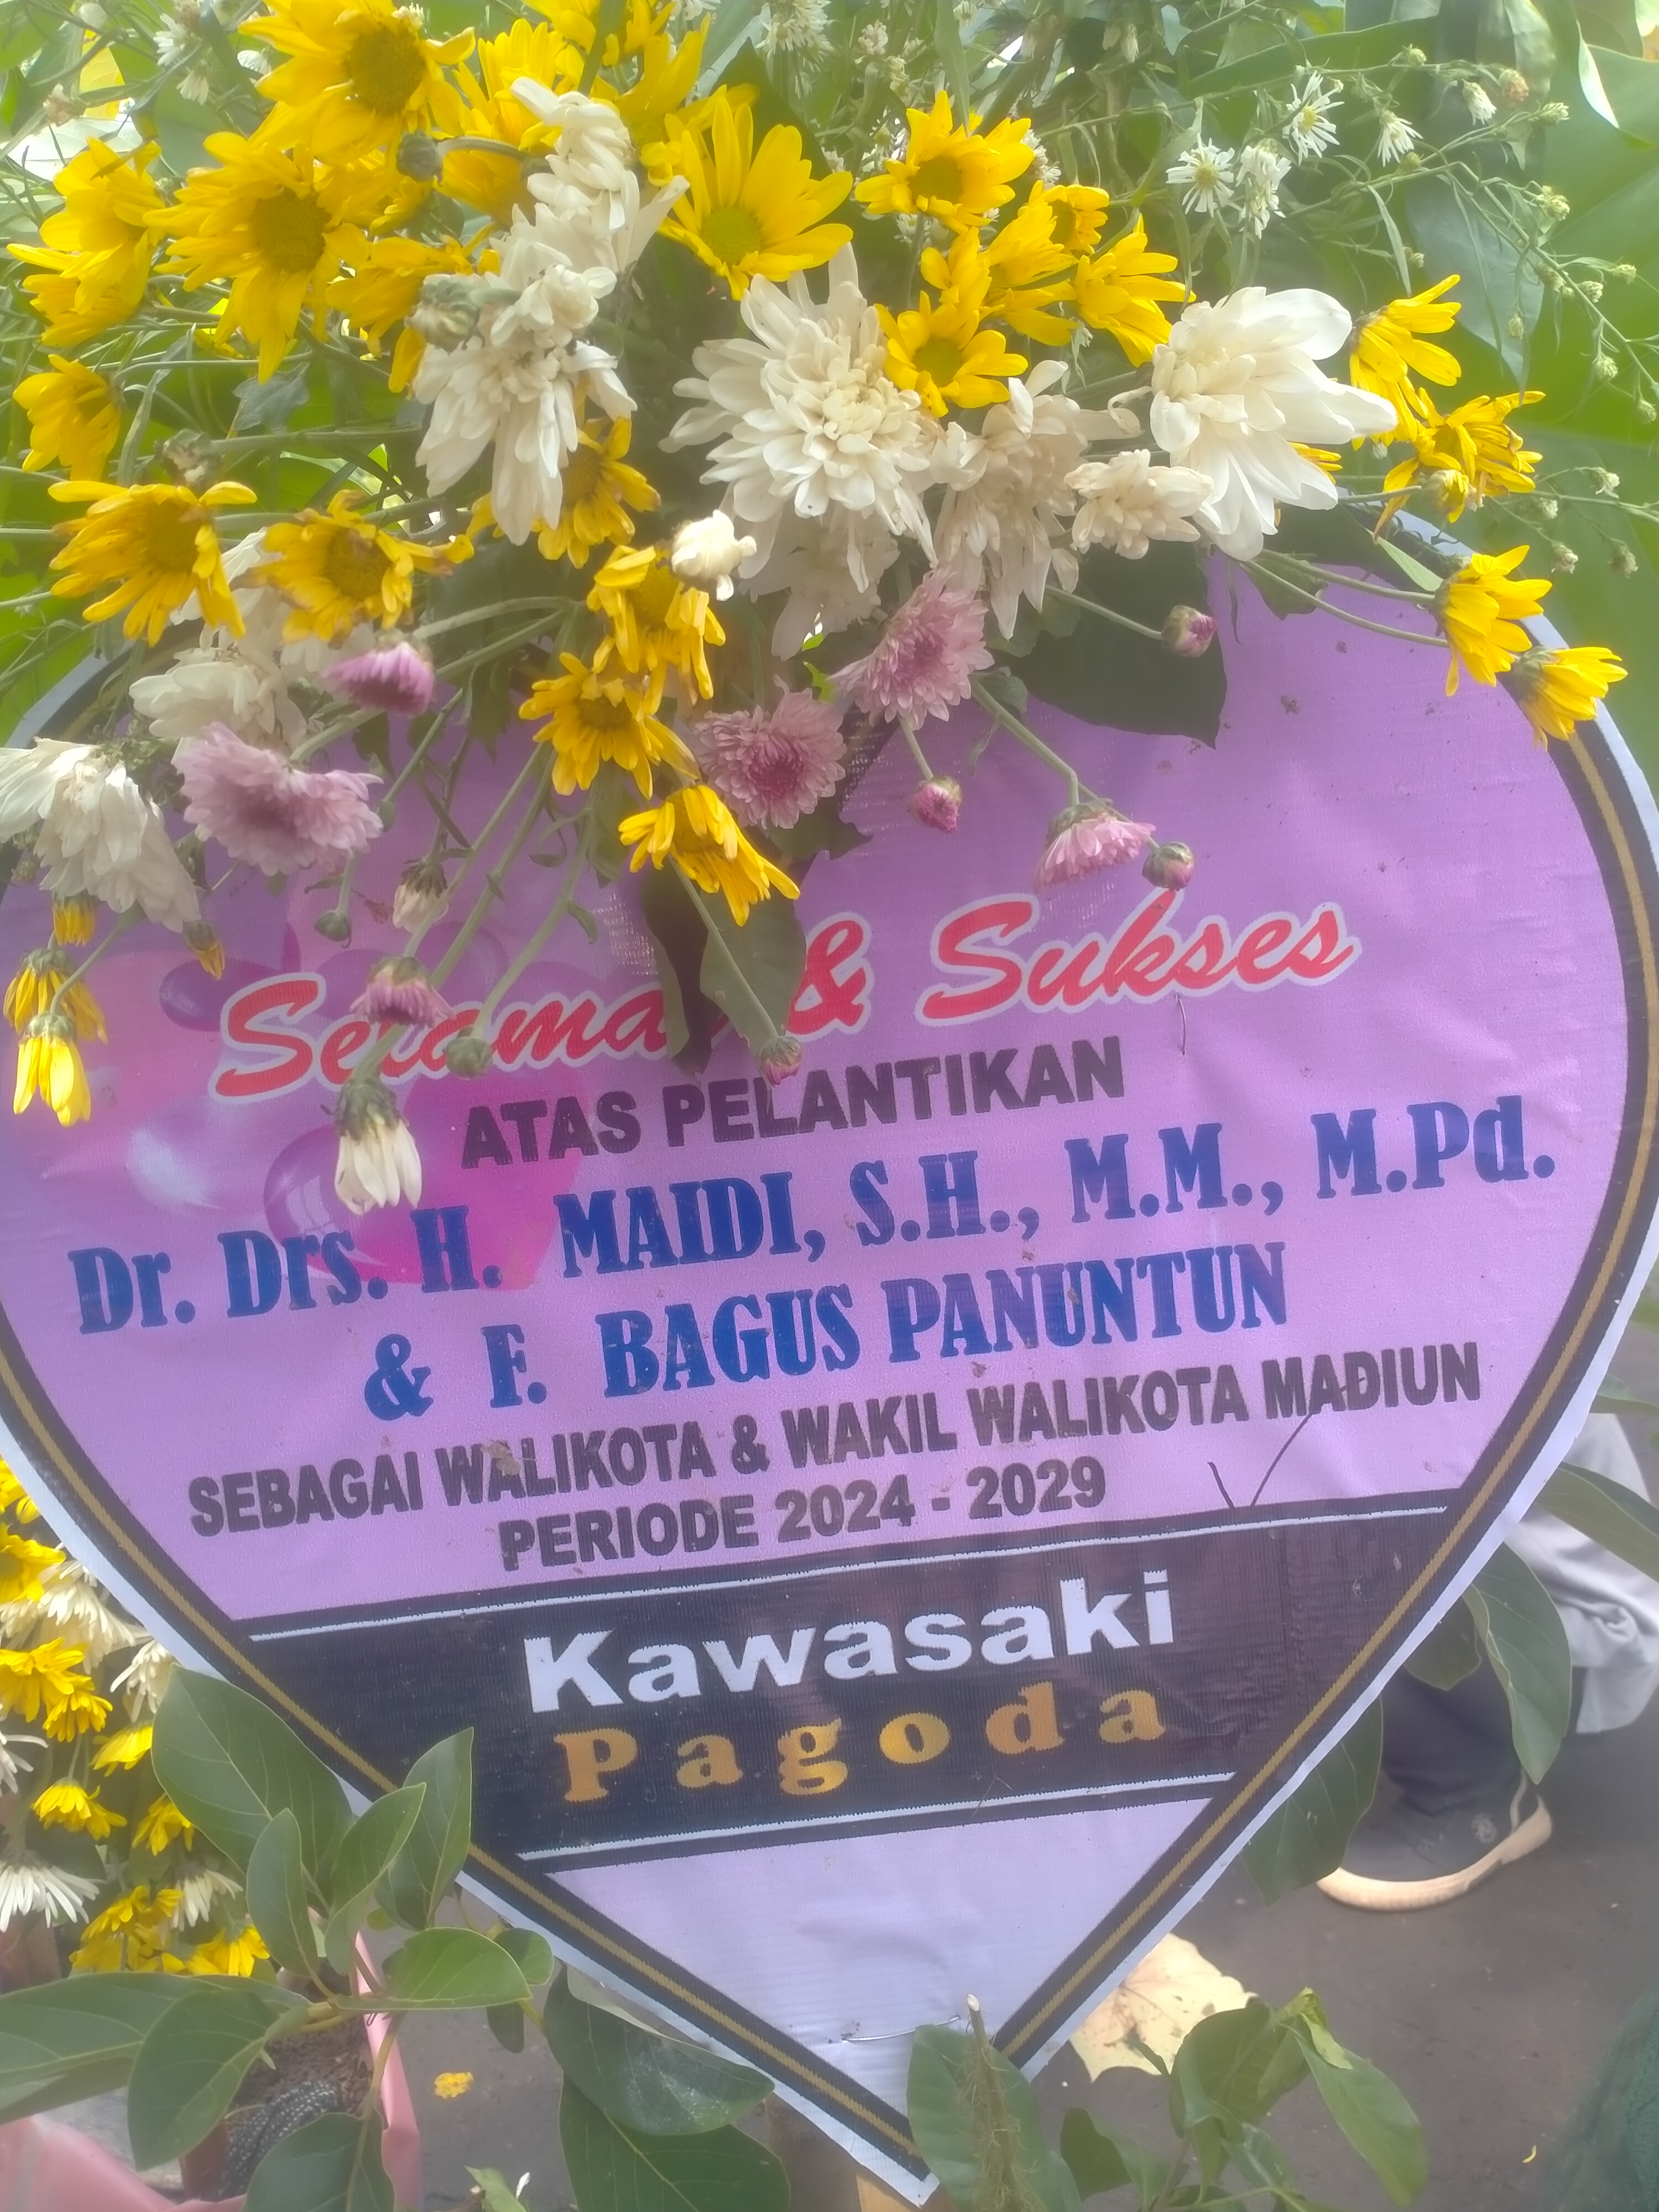 Selamat & Sukses
ATAS PELANTIKAN
Dr. Drs. H. MAIDI, S.H., M.M., M.Pd.
& F. BAGUS PANUNTUN
SEBAGAI WALIKOTA & WAKIL WALIKOTA MADIUN
PERIODE 2024 - 2029
Kawasaki
Pagoda